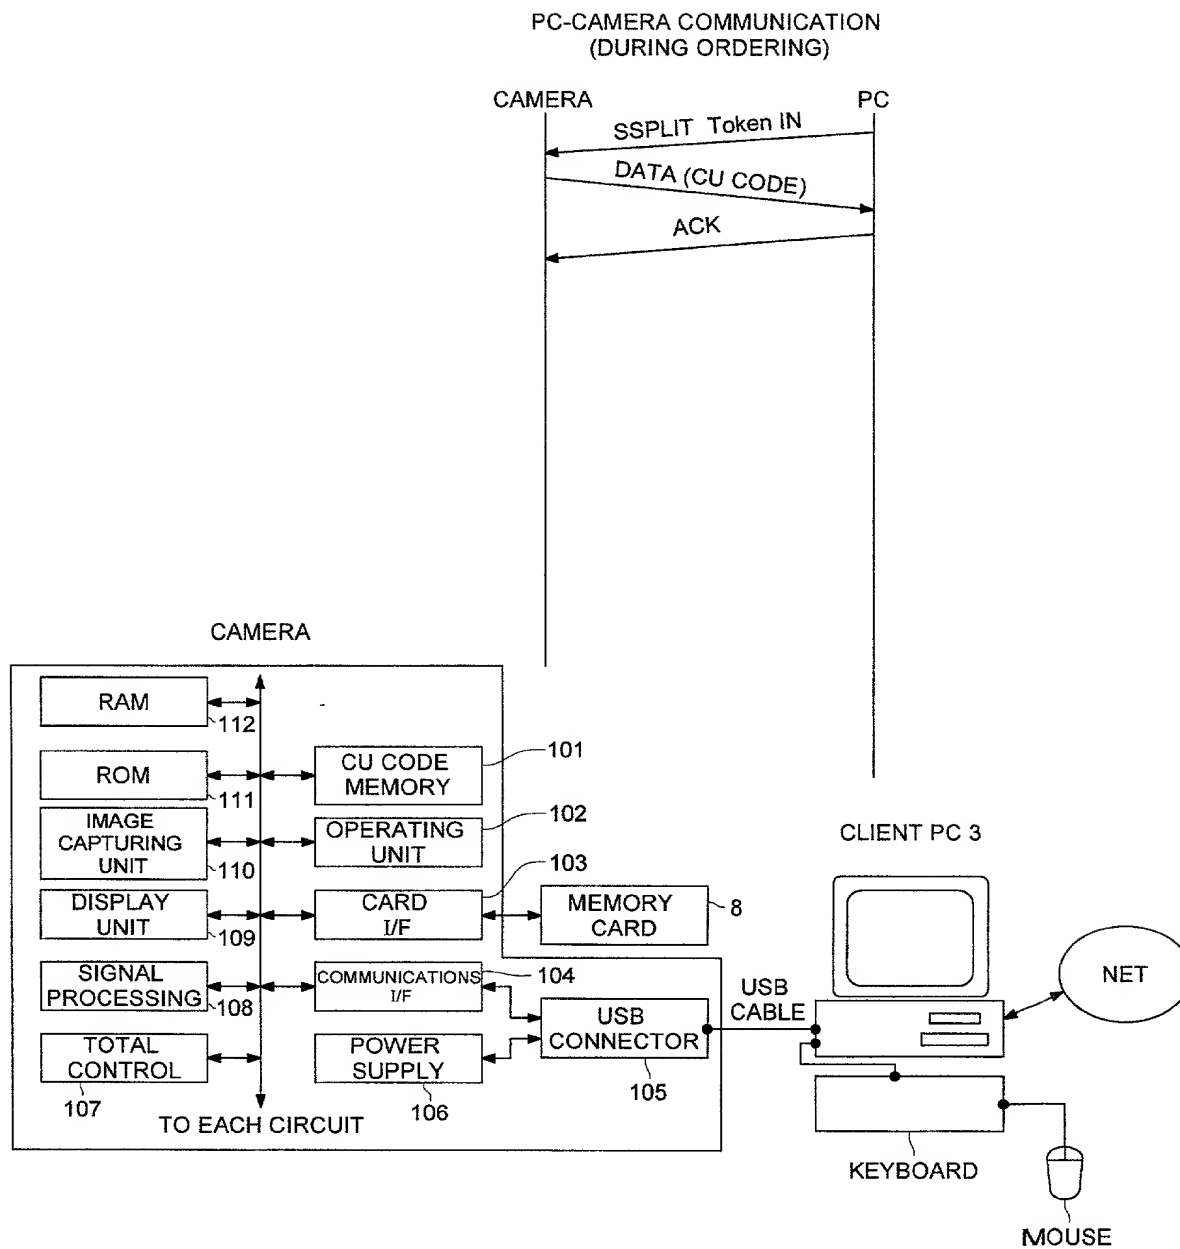 PC-CAMERA COMMUNICATION
(DURING ORDERING)
CAMERA
PC
SSPLIT Token IN
DATA (CU CODE)
ACK
CAMERA
RAM
112
ROM
111
CU CODE
MEMORY
101
IMAGE
CAPTURING
UNIT
110
OPERATING
UNIT
102
CLIENT PC 3
DISPLAY
UNIT
109
CARD
I/F
103
MEMORY
CARD
8
SIGNAL
PROCESSING
108
COMMUNICATIONS
I/F
104
USB
CONNECTOR
105
USB
CABLE
NET
TOTAL
CONTROL
107
POWER
SUPPLY
106
TO EACH CIRCUIT
KEYBOARD
MOUSE